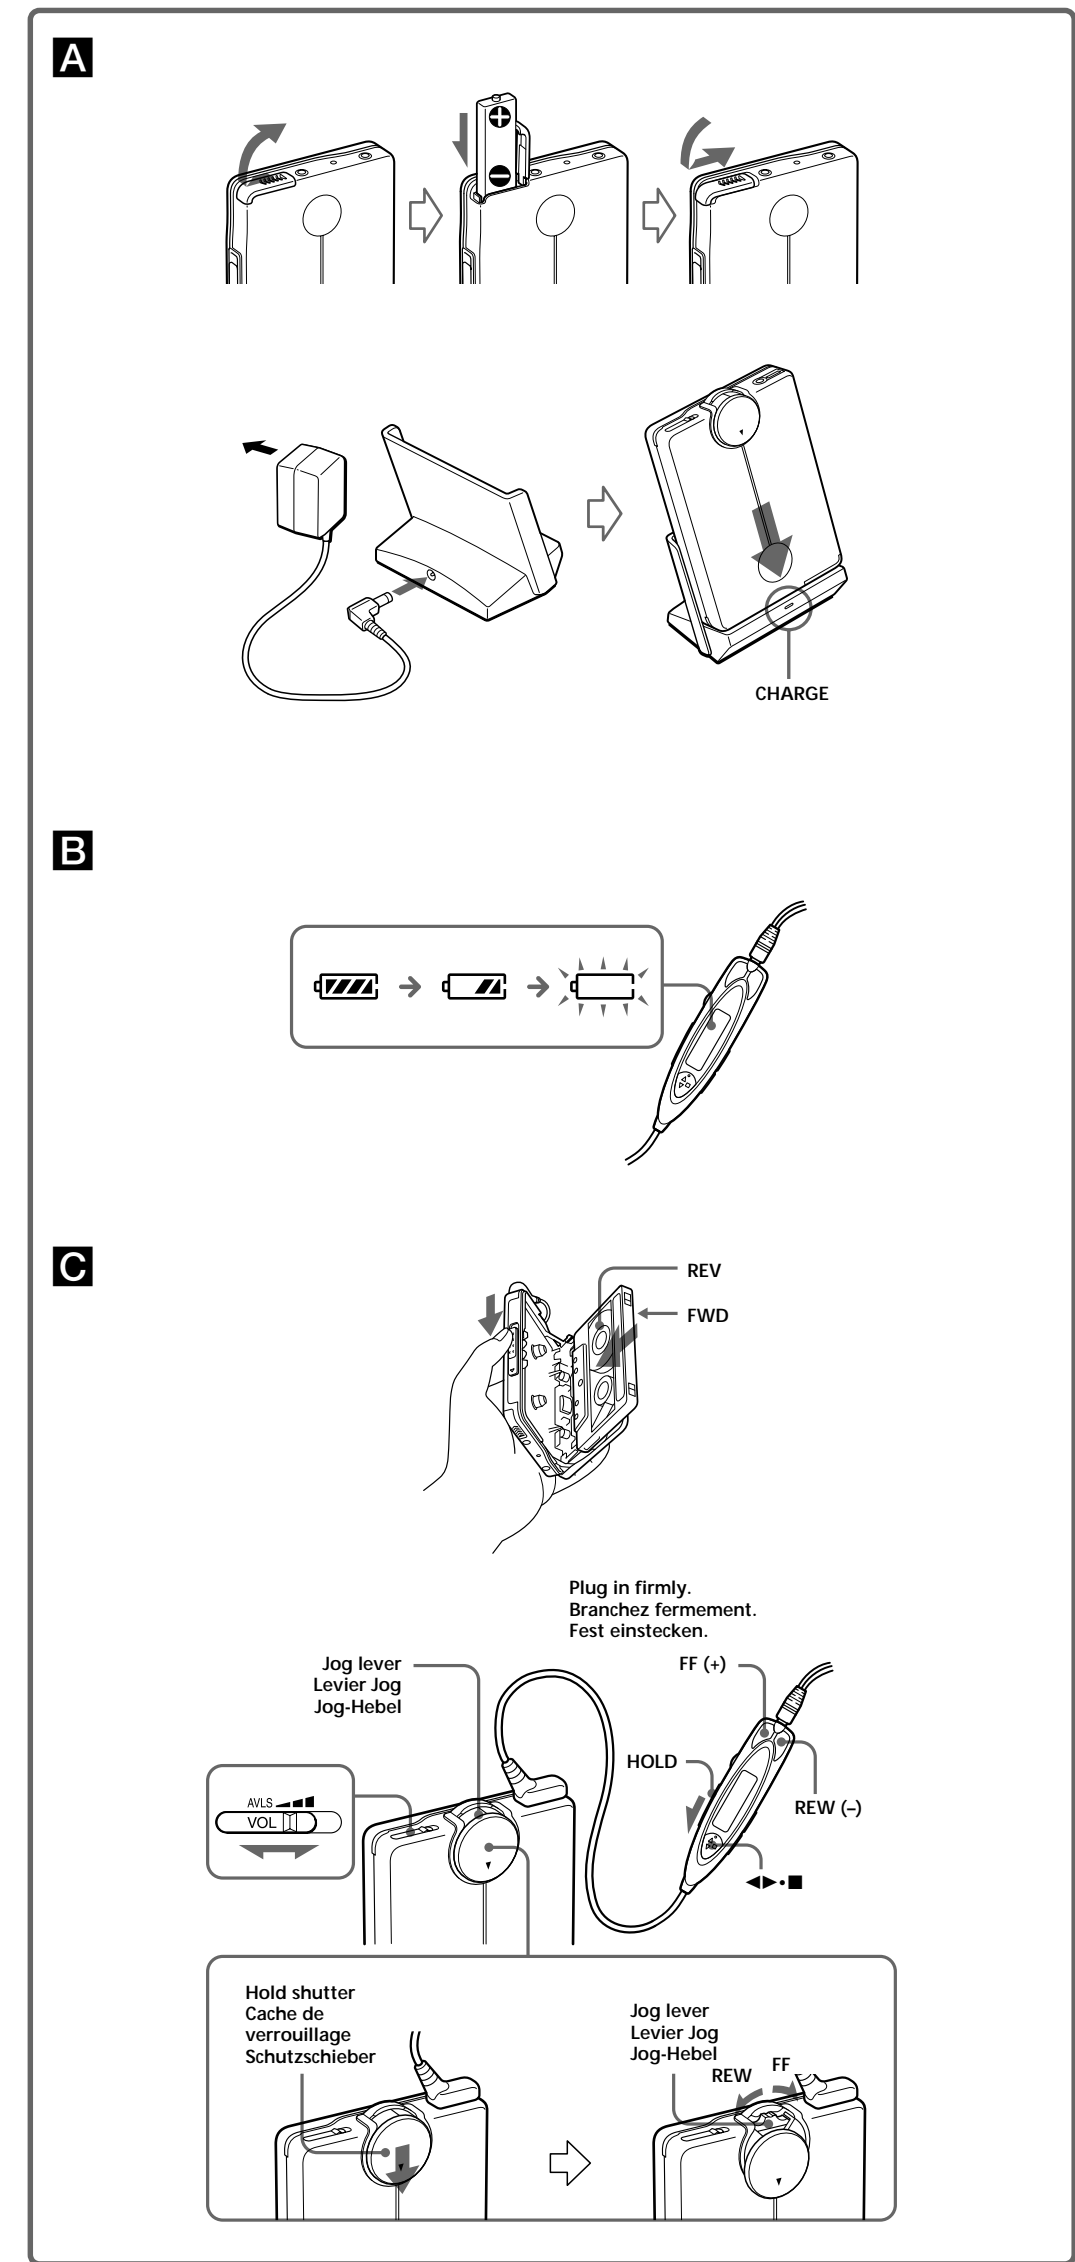 A
CHARGE
B
C
REV
FWD
Plug in firmly.
Branchez fermement.
Fest einstecken.
Jog lever
Levier Jog
Jog-Hebel
FF (+)
HOLD
REW (–)
AVLS
VOL
◀▶•■
Hold shutter
Cache de
verrouillage
Schutzschieber
Jog lever
Levier Jog
Jog-Hebel
REW
FF